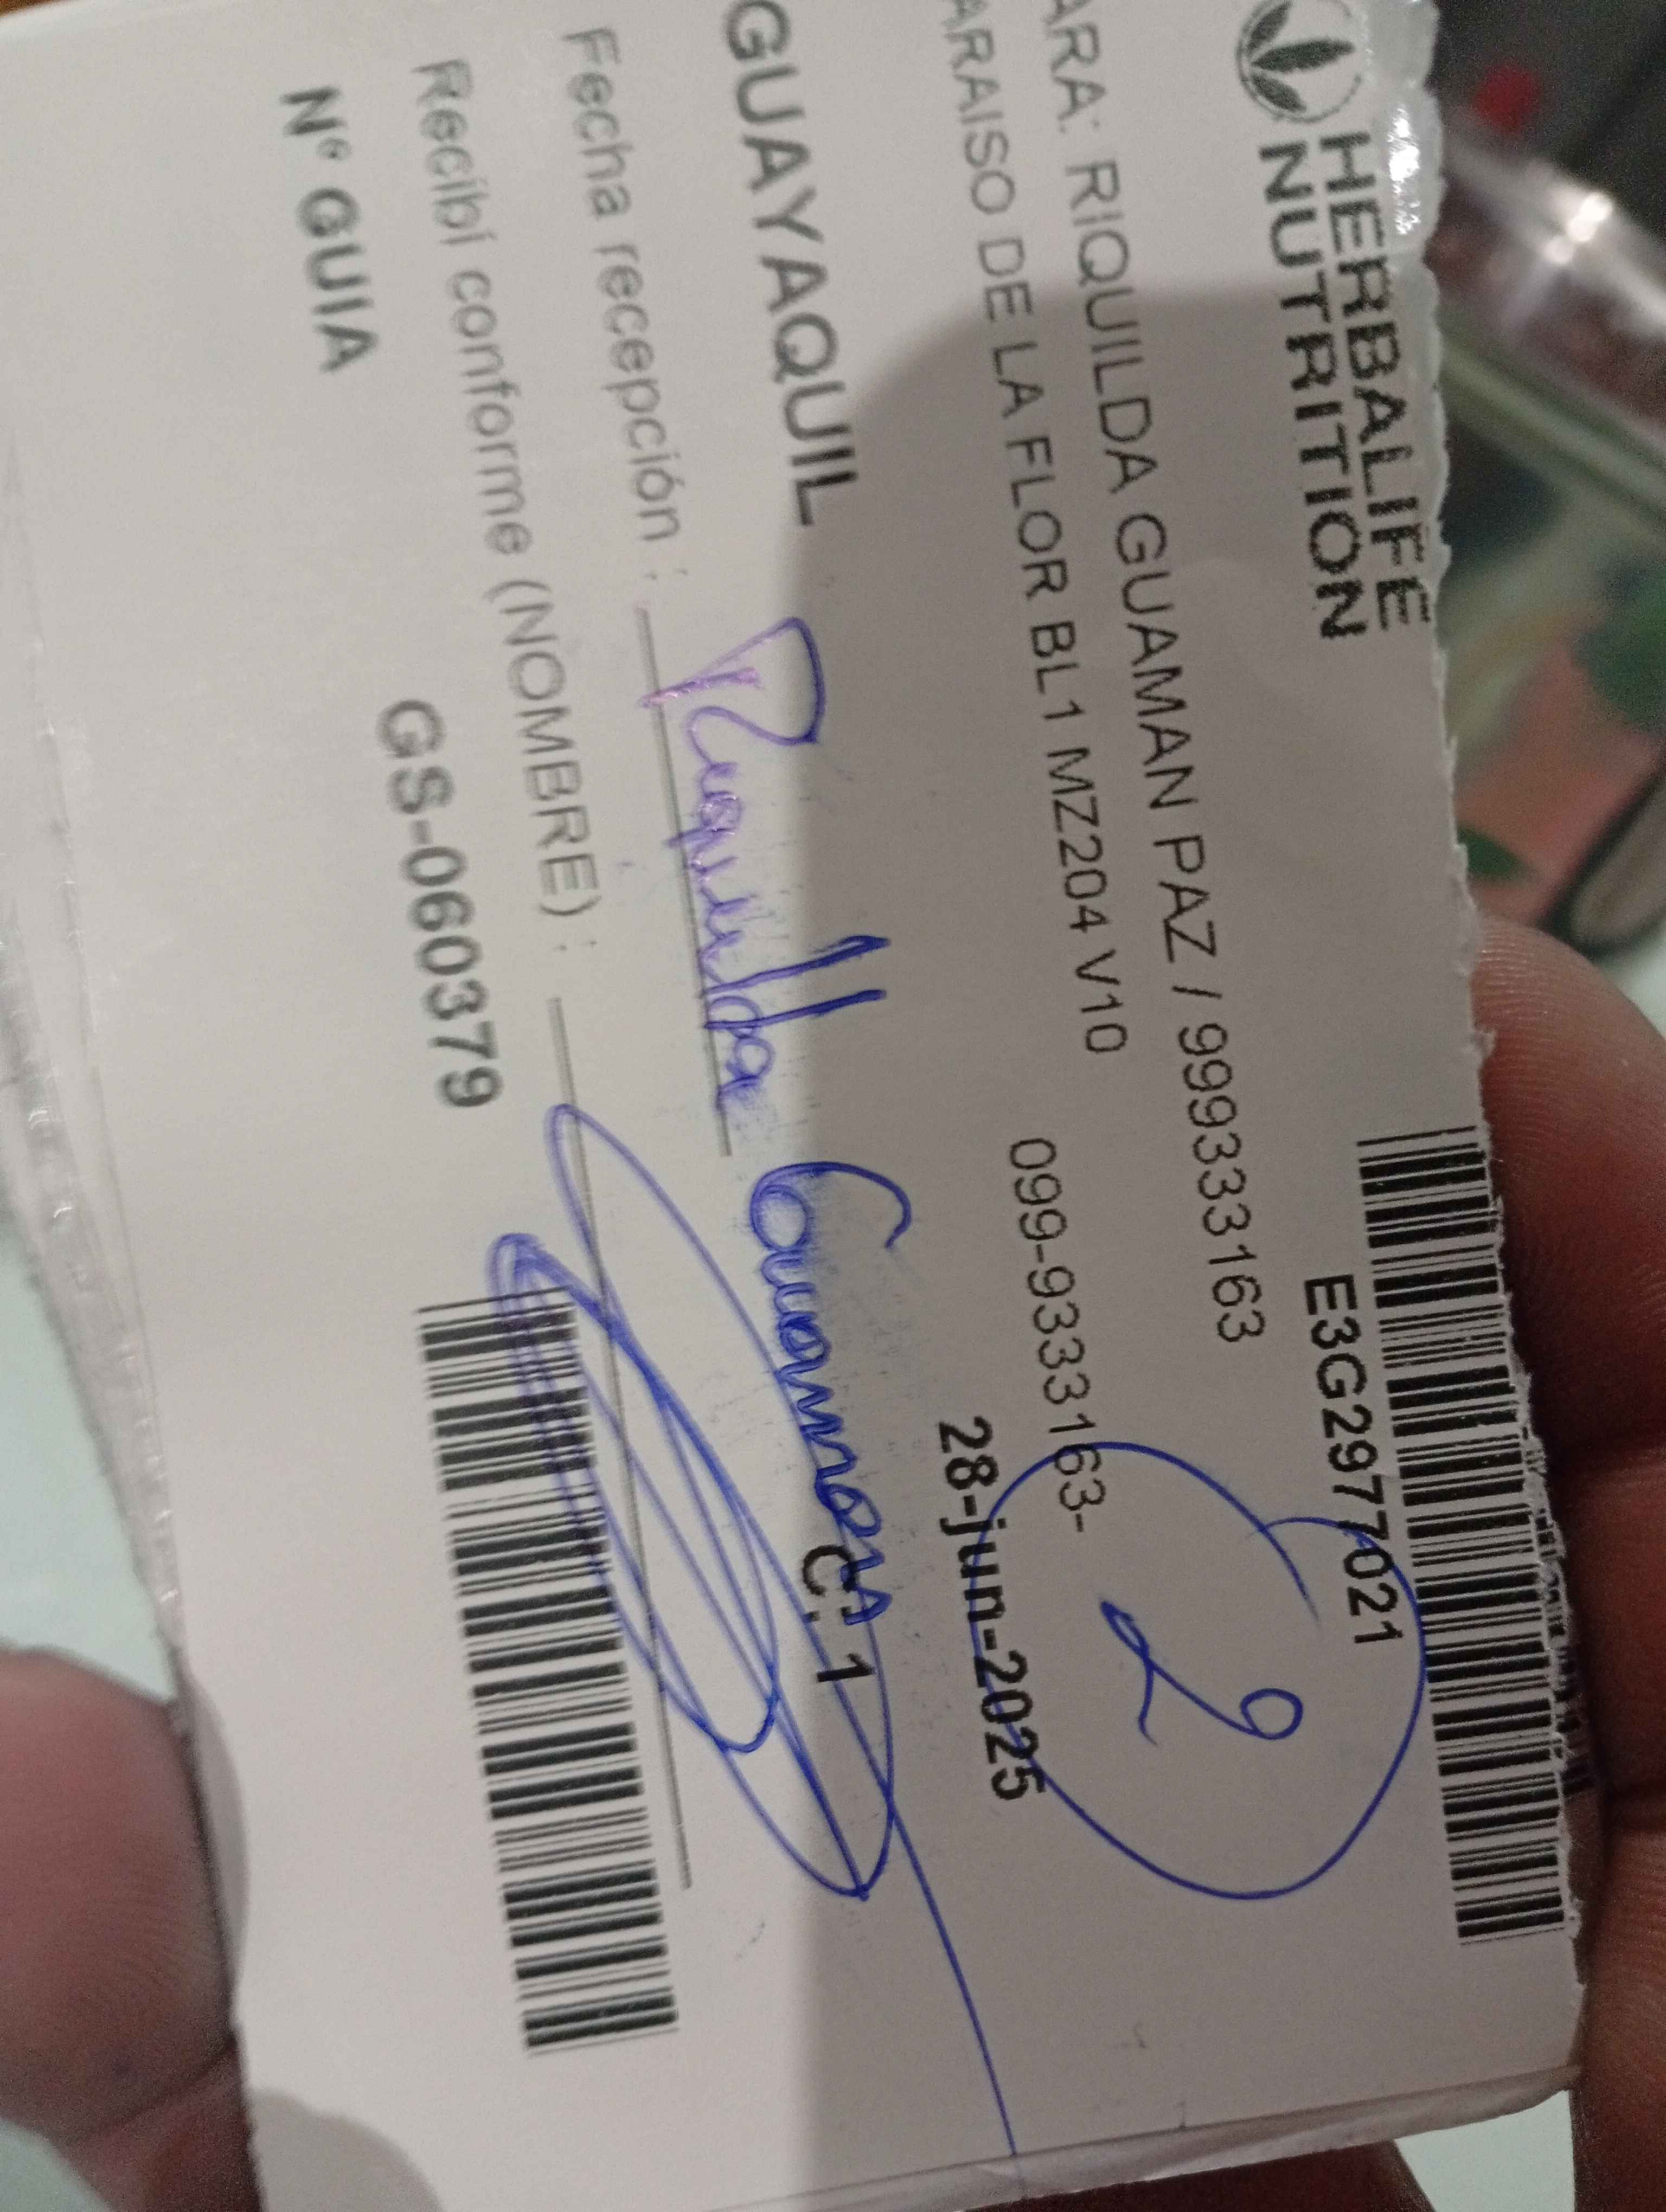 HERBALIFE
NUTRITION
E3G2977021
ARA: RIQUILDA GUAMAN PAZ / 999333163
2
ARAISO DE LA FLOR BL1 MZ204 V10
099-9333163-
28-jun-2025
GUAYAQUIL
C: 1
Fecha recepción : Riquilda Guaman
Recibí conforme (NOMBRE) :
N° GUIA GS-060379